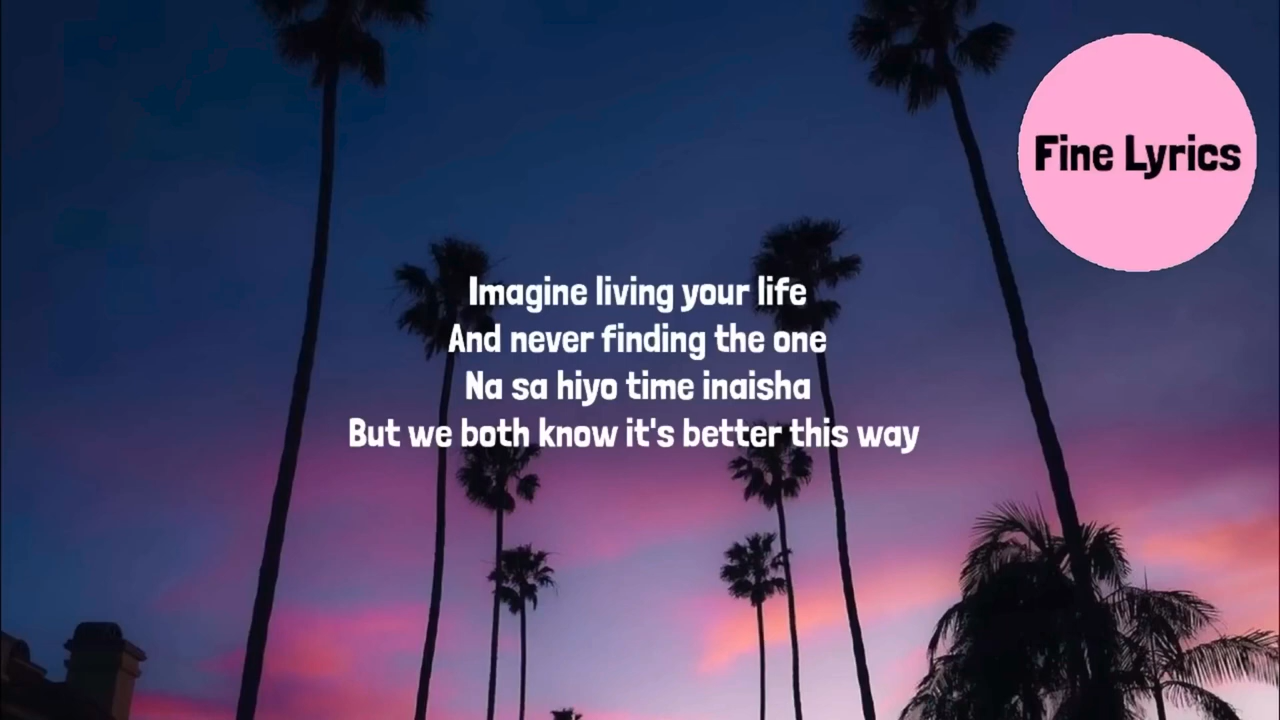 Fine Lyrics
Imagine living your life
And never finding the one
Na sa hiyo time inaisha
But we both know it's better this way